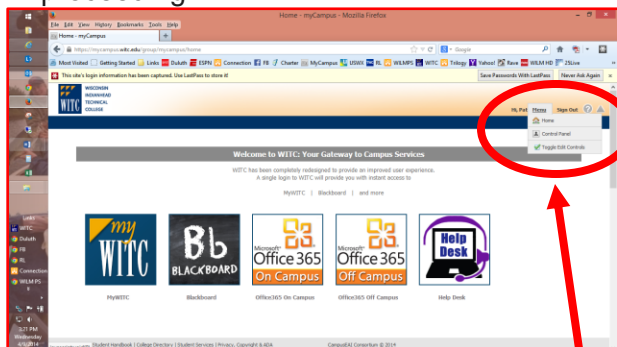 Home - myCampus - Mozilla Firefox
File Edit View History Bookmarks Tools Help
Home - myCampus
https://mycampus.witc.edu/group/mycampus/home
Google
Most Visited Getting Started Links Duluth ESPN Connection FB Charter MyCampus USWX RL WILMPS WITC Trilogy Yahoo! Rave WILM HD 25Live
This site's login information has been captured. Use LastPass to store it!
Save Passwords With LastPass Never Ask Again
WISCONSIN
INDIANHEAD
TECHNICAL
COLLEGE
WITC
Hi, Pat Menu Sign Out
Home
Control Panel
Toggle Edit Controls
Welcome to WITC: Your Gateway to Campus Services
WITC has been completely redesigned to provide an improved user experience.
A single login to WITC will provide you with instant access to
MyWITC | Blackboard | and more
my
WITC
Bb
BLACKBOARD
Microsoft
Office 365
On Campus
Microsoft
Office 365
Off Campus
Help
Desk
MyWITC Blackboard Office365 On Campus Office365 Off Campus Help Desk
Links
WITC
Duluth
FB
RL
Connection
WILM PS
3:21 PM
Wednesday
Student Handbook | College Directory | Student Services | Privacy, Copyright & ADA
CampusEAI Consortium © 2014